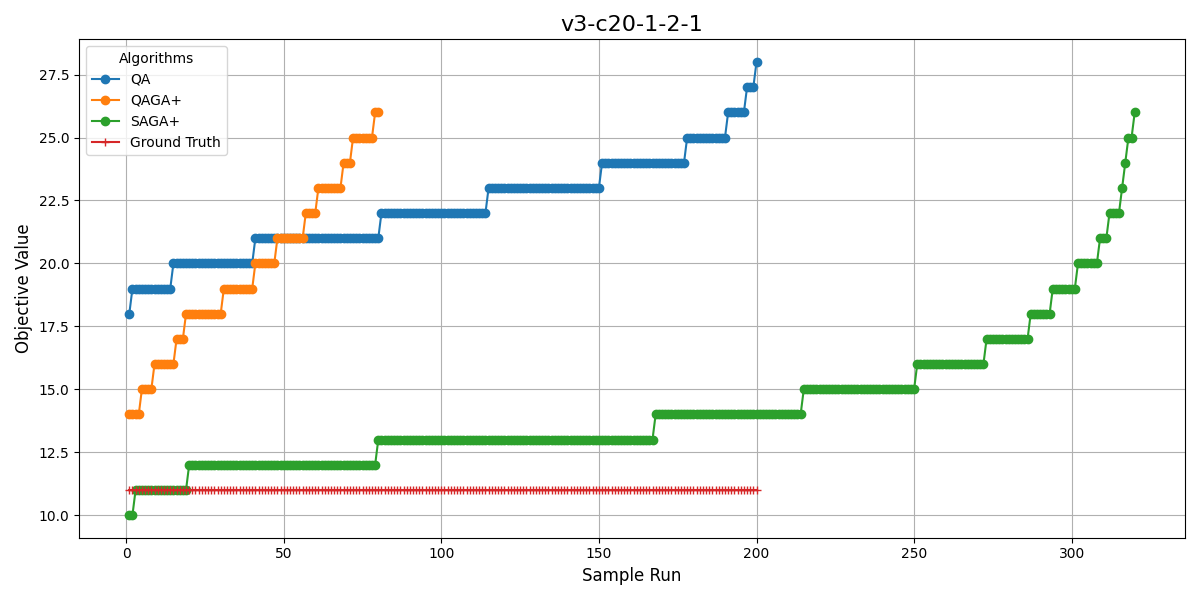 v3-c20-1-2-1
Algorithms
QA
QAGA+
SAGA+
Ground Truth
Objective Value
27.5
25.0
22.5
20.0
17.5
15.0
12.5
10.0
0 50 100 150 200 250 300
Sample Run